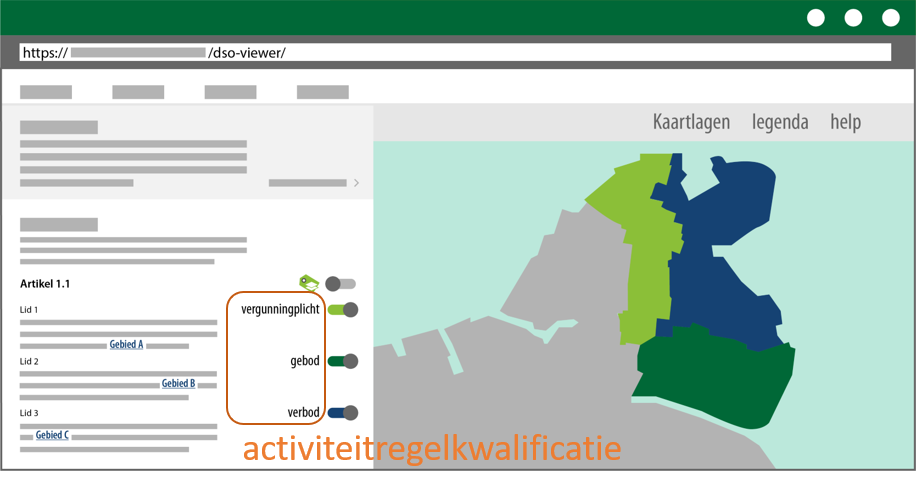 https:// /dso-viewer/
Kaartlagen legenda help
Artikel 1.1
Lid 1 vergunningplicht
Gebied A
Lid 2 gebod
Gebied B
Lid 3 verbod
Gebied C
activiteitregelkwalificatie